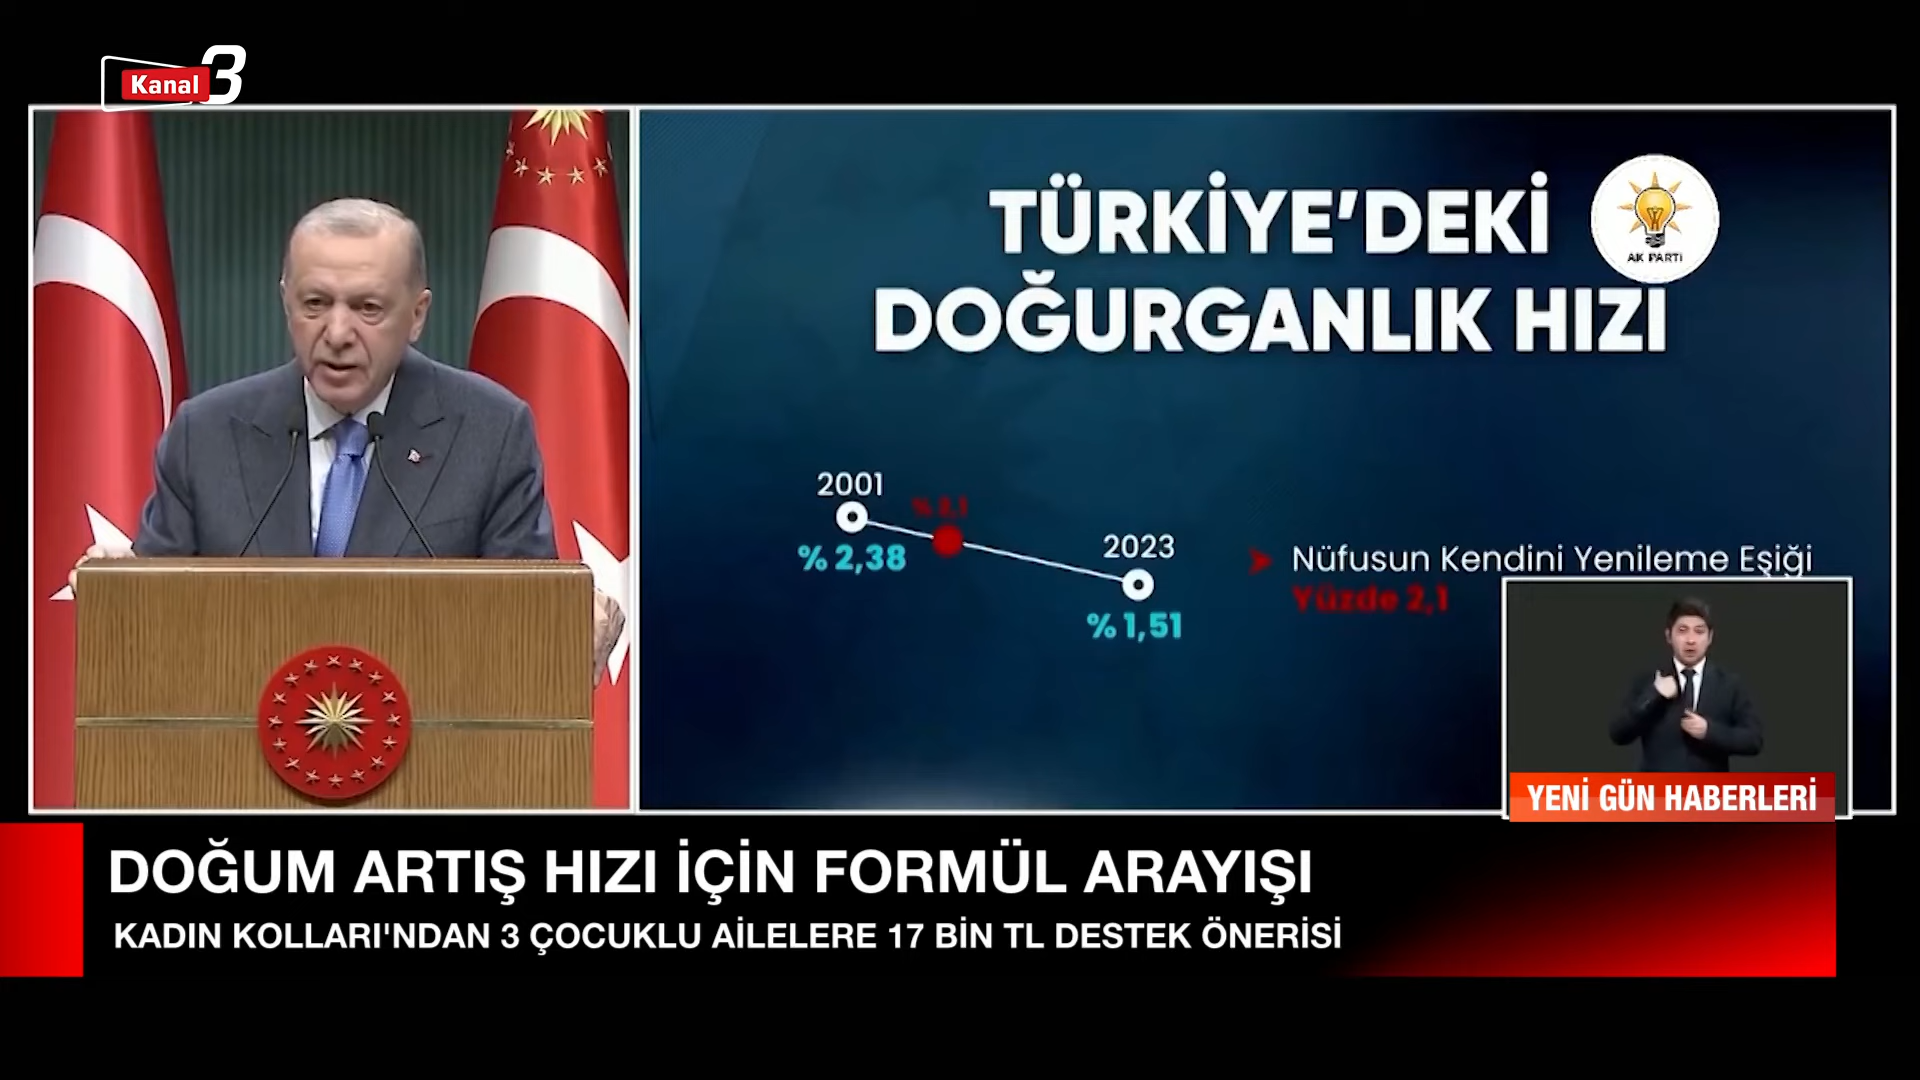 Kanal 3
TÜRKİYE'DEKİ
DOĞURGANLIK HIZI
AK PARTİ
2001
% 2,1
% 2,38
2023
% 1,51
Nüfusun Kendini Yenileme Eşiği
Yüzde 2,1
YENİ GÜN HABERLERİ
DOĞUM ARTIŞ HIZI İÇİN FORMÜL ARAYIŞI
KADIN KOLLARI'NDAN 3 ÇOCUKLU AİLELERE 17 BİN TL DESTEK ÖNERİSİ